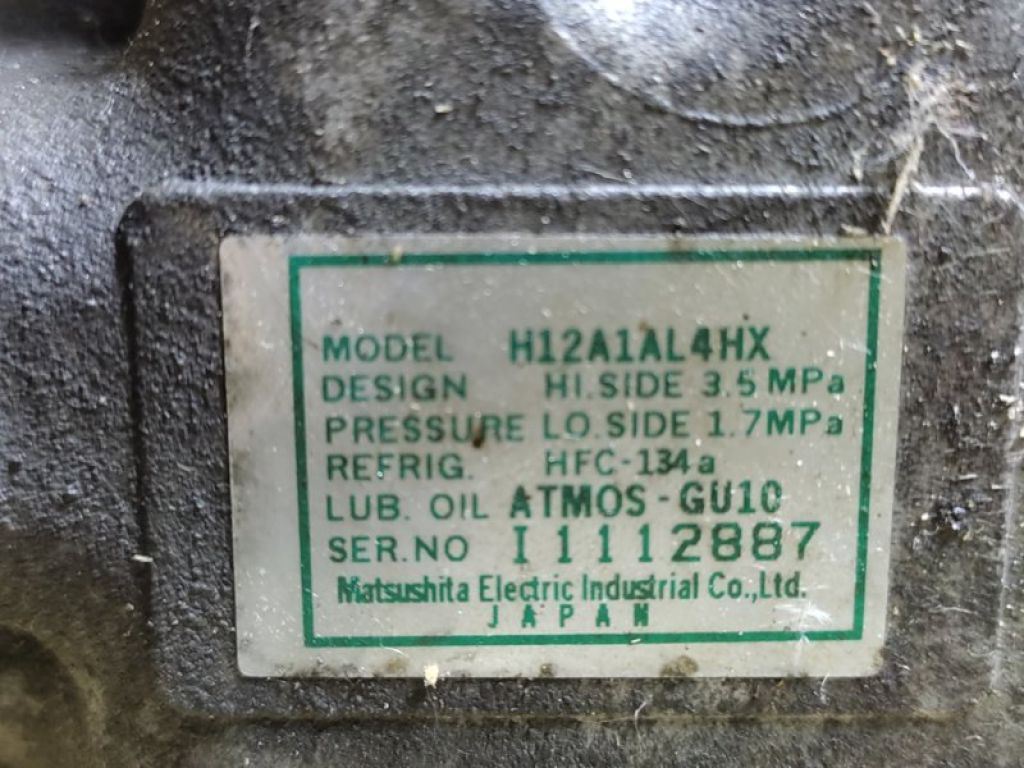 MODEL H12A1AL4HX
DESIGN HI.SIDE 3.5 MPa
PRESSURE LO.SIDE 1.7MPa
REFRIG. HFC-134a
LUB. OIL ATMOS-GU10
SER.NO I1112887
Matsushita Electric Industrial Co.,Ltd.
JAPAN